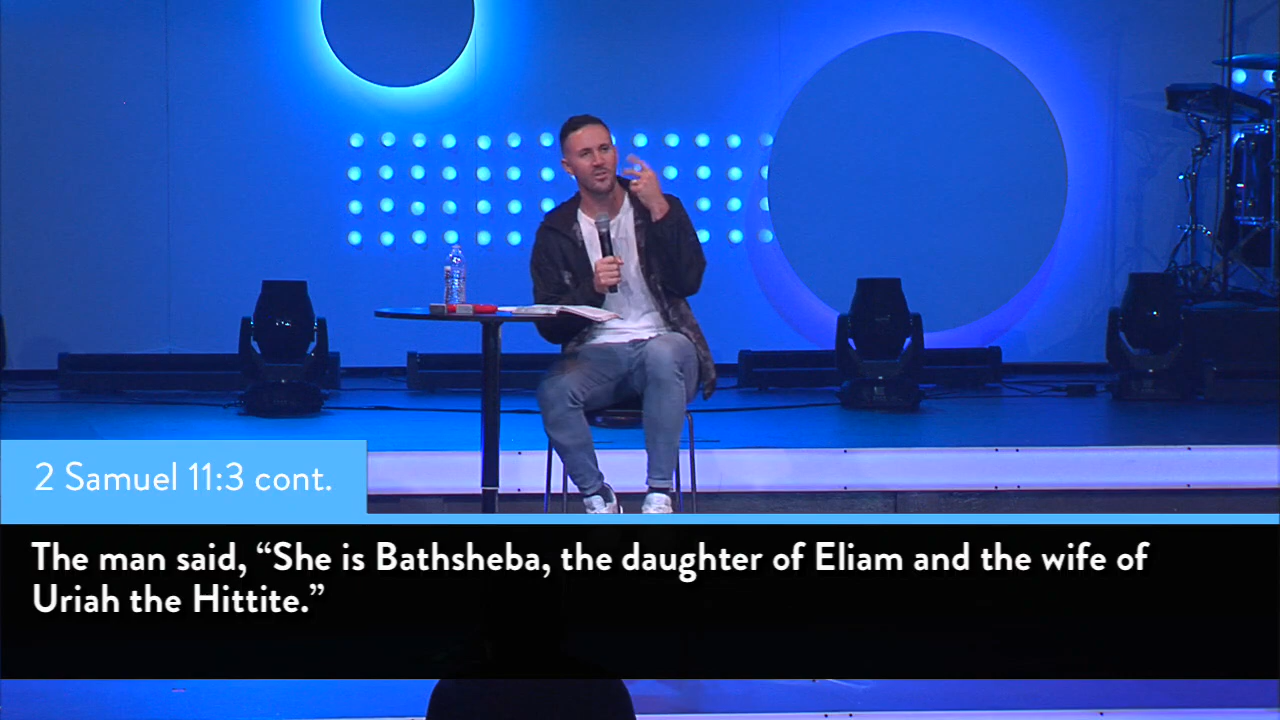 2 Samuel 11:3 cont.
The man said, “She is Bathsheba, the daughter of Eliam and the wife of
Uriah the Hittite.”